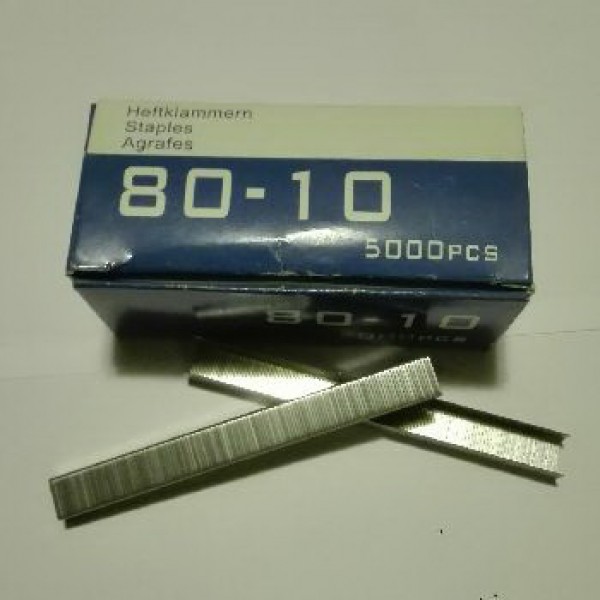 Heftklammern
Staples
Agrafes
80-10
5000PCS
80-10